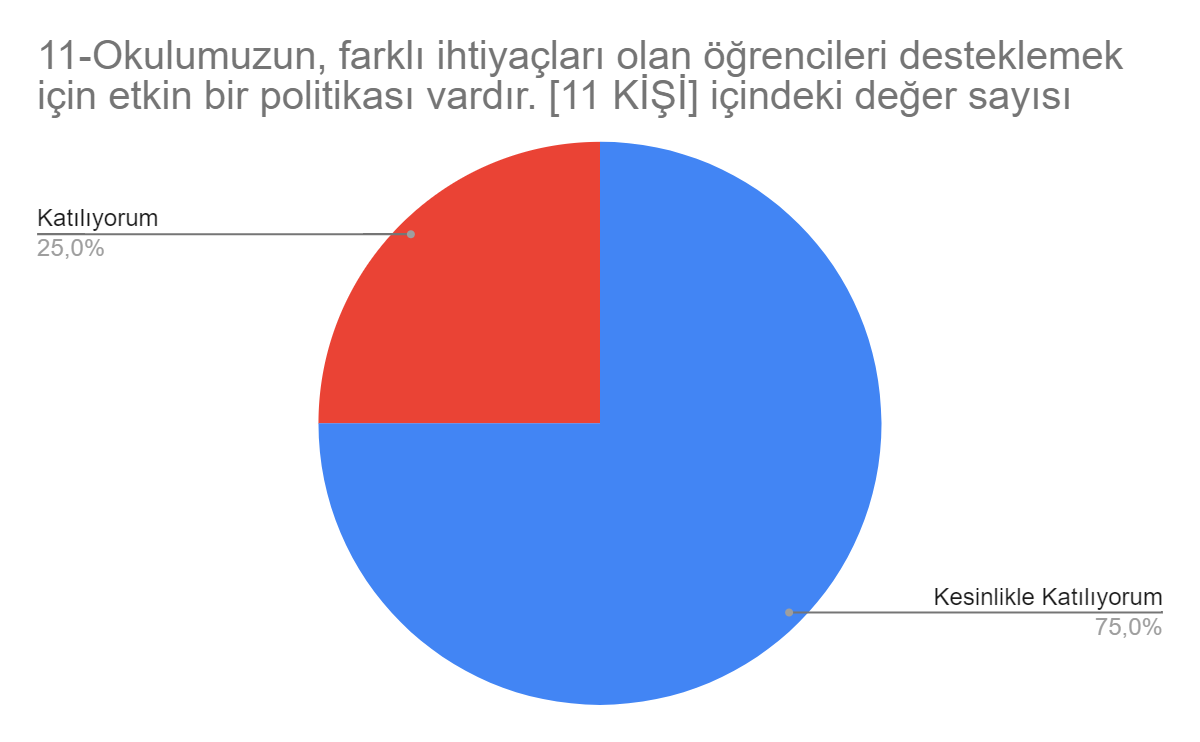 11-Okulumuzun, farklı ihtiyaçları olan öğrencileri desteklemek
için etkin bir politikası vardır. [11 KİŞİ] içindeki değer sayısı
Katılıyorum
25,0%
Kesinlikle Katılıyorum
75,0%